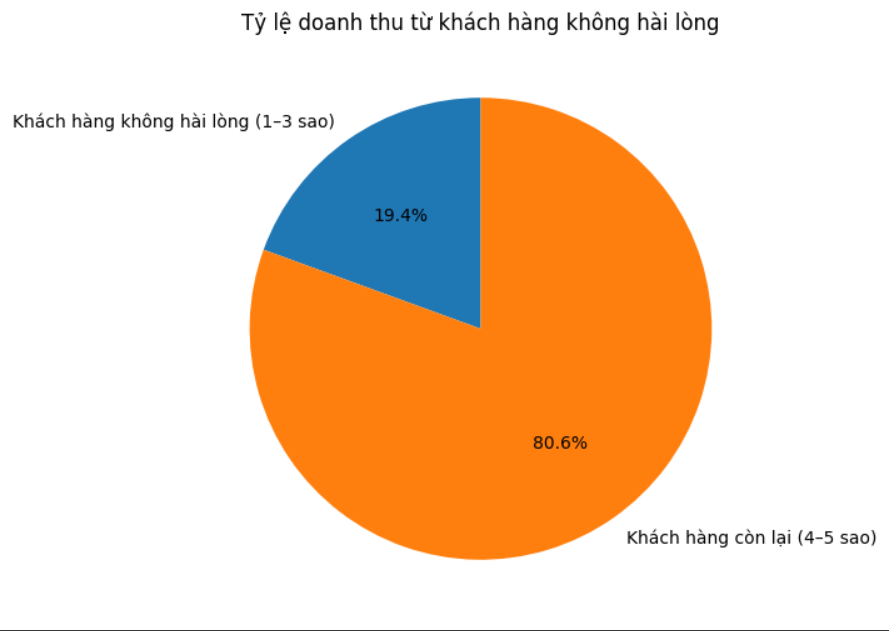 Tỷ lệ doanh thu từ khách hàng không hài lòng
Khách hàng không hài lòng (1–3 sao)
19.4%
80.6%
Khách hàng còn lại (4–5 sao)